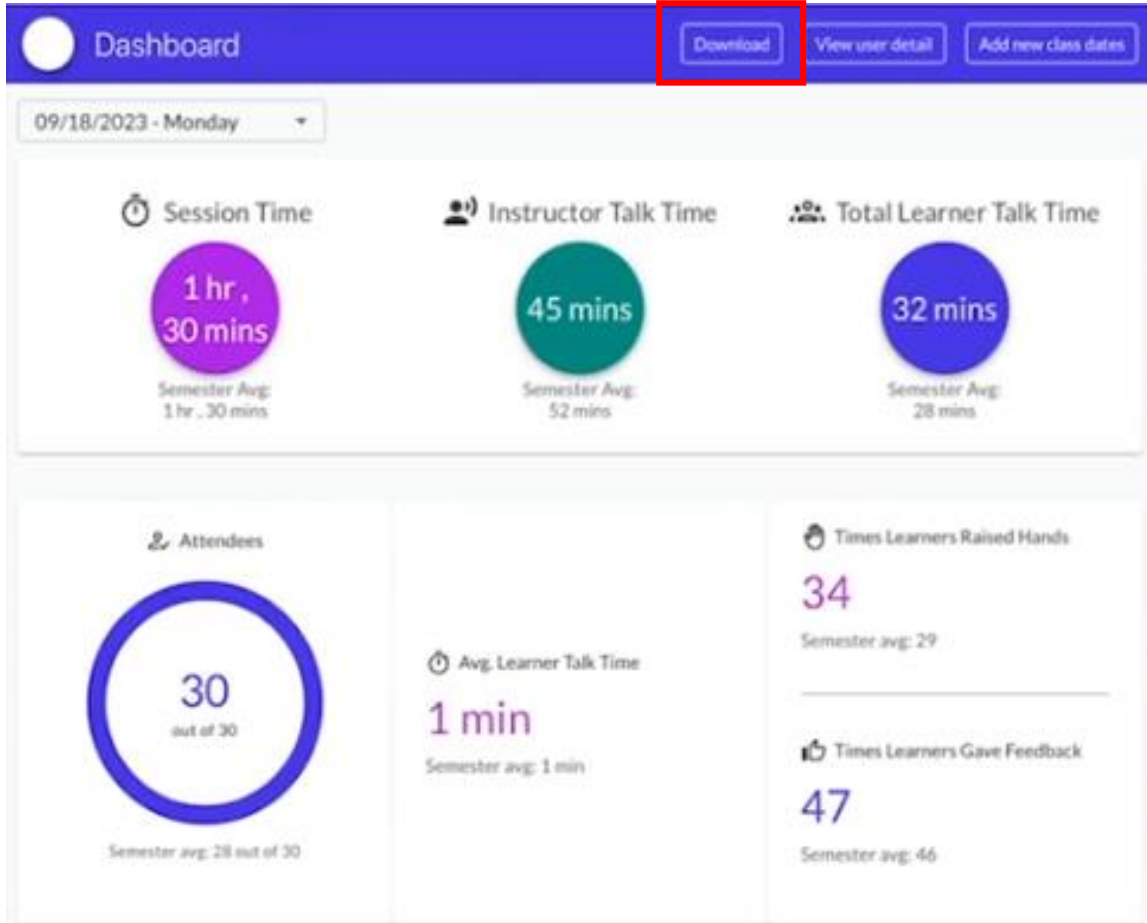 Dashboard
Download
View user detail
Add new class dates
09/18/2023 - Monday
Session Time
1 hr ,
30 mins
Semester Avg:
1 hr , 30 mins
Instructor Talk Time
45 mins
Semester Avg:
52 mins
Total Learner Talk Time
32 mins
Semester Avg:
28 mins
Attendees
30
out of 30
Semester avg: 28 out of 30
Avg. Learner Talk Time
1 min
Semester avg: 1 min
Times Learners Raised Hands
34
Semester avg: 29
Times Learners Gave Feedback
47
Semester avg: 46